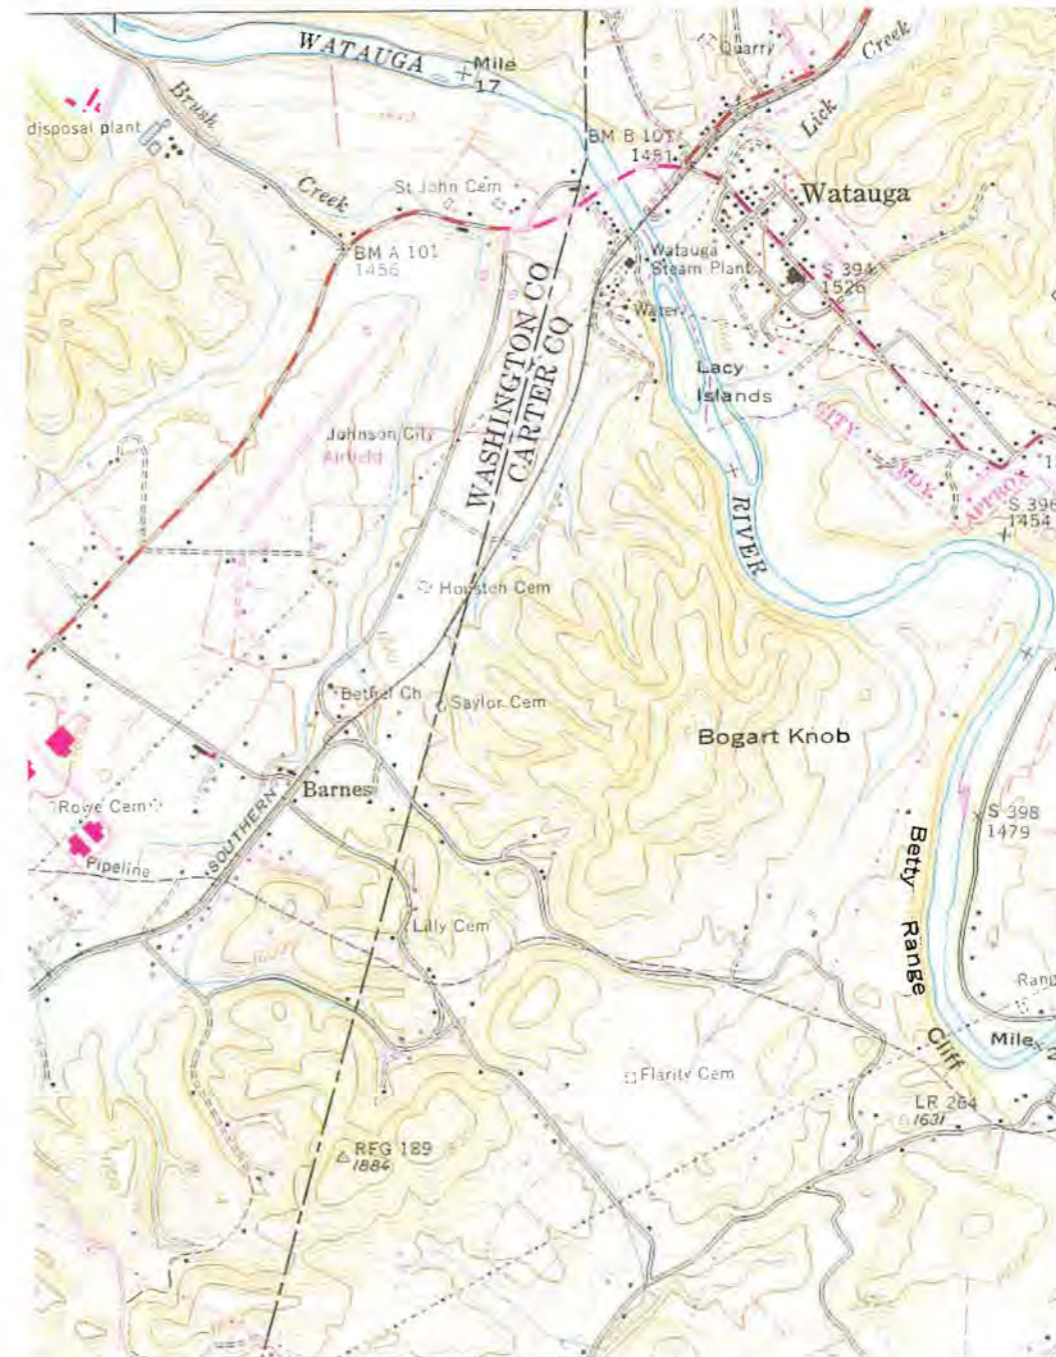 WATAUGA
Mile
17
Quarry
Creek
Lick
Brush
Creek
disposal plant
BM B 101
1451
Watauga
St John Cem
BM A 101
1456
Watauga
Steam Plant
S 394
1526
Water
WASHINGTON CO
CARTER CO
Lacy
Islands
CITY BDY APPROX
Johnson City
Airfield
S 396
1454
RIVER
Houston Cem
Bethel Ch
Saylor Cem
Bogart Knob
Barnes
Rowe Cem
SOUTHERN
Pipeline
S 398
1479
Betty Range
Cliff
Lilly Cem
Mile
Flarity Cem
LR 264
1631
RFG 189
1884